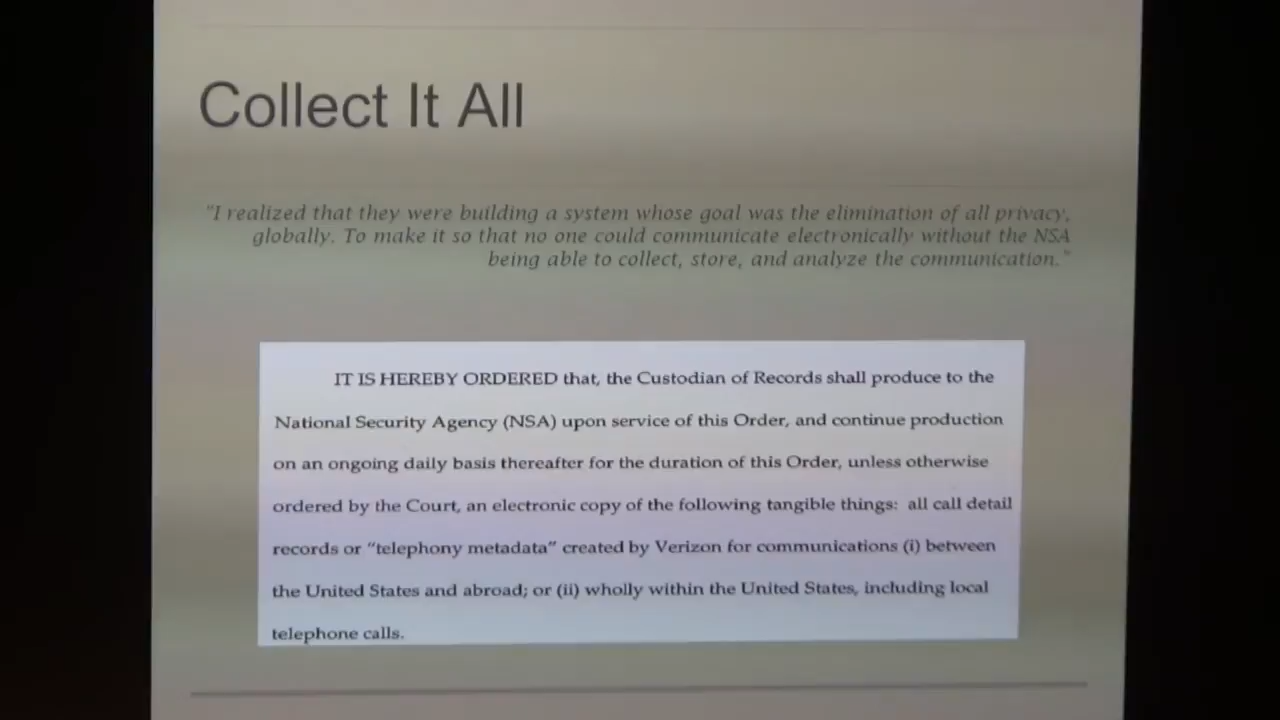 Collect It All
"I realized that they were building a system whose goal was the elimination of all privacy,
globally. To make it so that no one could communicate electronically without the NSA
being able to collect, store, and analyze the communication."
IT IS HEREBY ORDERED that, the Custodian of Records shall produce to the
National Security Agency (NSA) upon service of this Order, and continue production
on an ongoing daily basis thereafter for the duration of this Order, unless otherwise
ordered by the Court, an electronic copy of the following tangible things: all call detail
records or “telephony metadata” created by Verizon for communications (i) between
the United States and abroad; or (ii) wholly within the United States, including local
telephone calls.